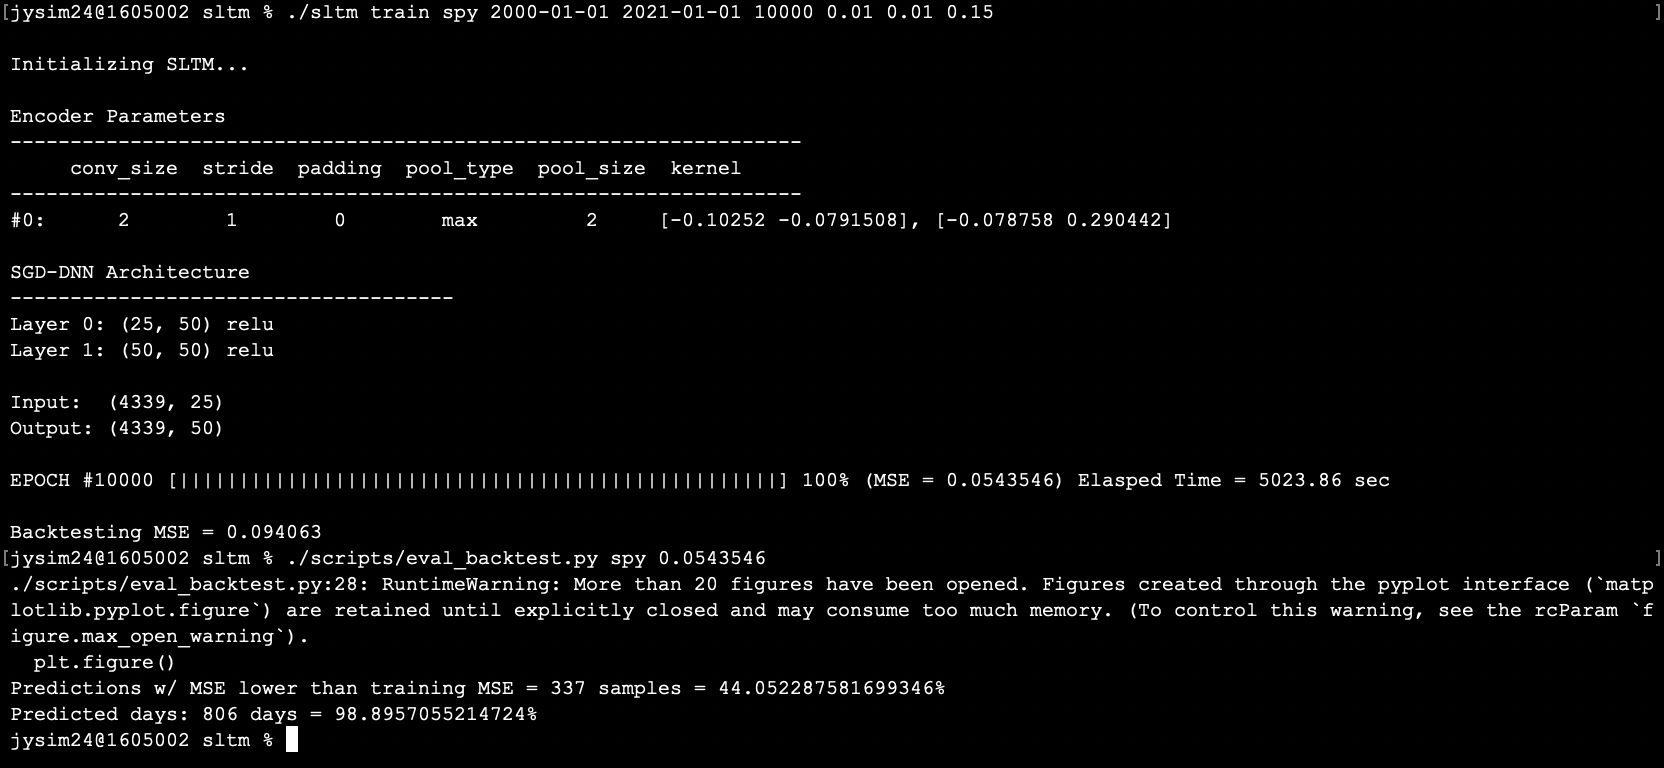 [jysim24@1605002 sltm % ./sltm train spy 2000-01-01 2021-01-01 10000 0.01 0.01 0.15 ]
Initializing SLTM...
Encoder Parameters
------------------------------------------------------------------
conv_size stride padding pool_type pool_size kernel
------------------------------------------------------------------
#0: 2 1 0 max 2 [-0.10252 -0.0791508], [-0.078758 0.290442]
SGD-DNN Architecture
-------------------------------------
Layer 0: (25, 50) relu
Layer 1: (50, 50) relu
Input: (4339, 25)
Output: (4339, 50)
EPOCH #10000 [||||||||||||||||||||||||||||||||||||||||||||||||||] 100% (MSE = 0.0543546) Elasped Time = 5023.86 sec
Backtesting MSE = 0.094063
[jysim24@1605002 sltm % ./scripts/eval_backtest.py spy 0.0543546 ]
./scripts/eval_backtest.py:28: RuntimeWarning: More than 20 figures have been opened. Figures created through the pyplot interface (`matp
lotlib.pyplot.figure`) are retained until explicitly closed and may consume too much memory. (To control this warning, see the rcParam `f
igure.max_open_warning`).
plt.figure()
Predictions w/ MSE lower than training MSE = 337 samples = 44.052287581699346%
Predicted days: 806 days = 98.8957055214724%
jysim24@1605002 sltm %